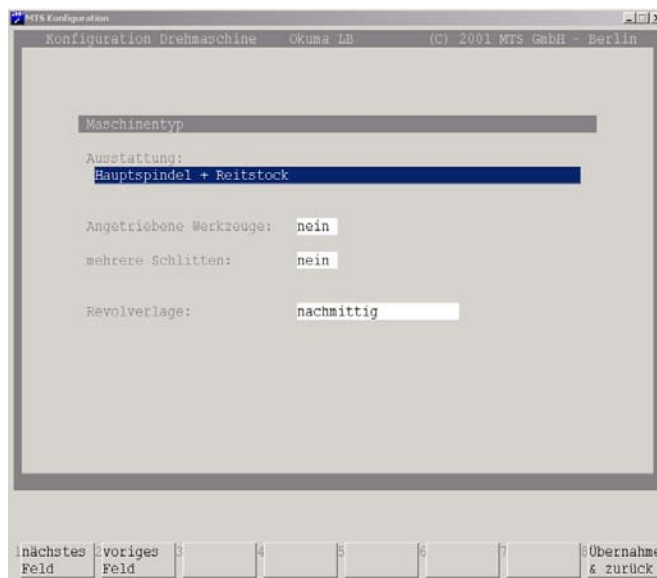 MTS Konfiguration
Konfiguration Drehmaschine Okuma LB (C) 2001 MTS GmbH - Berlin
Maschinentyp
Ausstattung:
Hauptspindel + Reitstock
Angetriebene Werkzeuge: nein
mehrere Schlitten: nein
Revolverlage: nachmittig
1 nächstes 2 voriges 3 4 5 6 7 8 Übernahme
Feld Feld & zurück